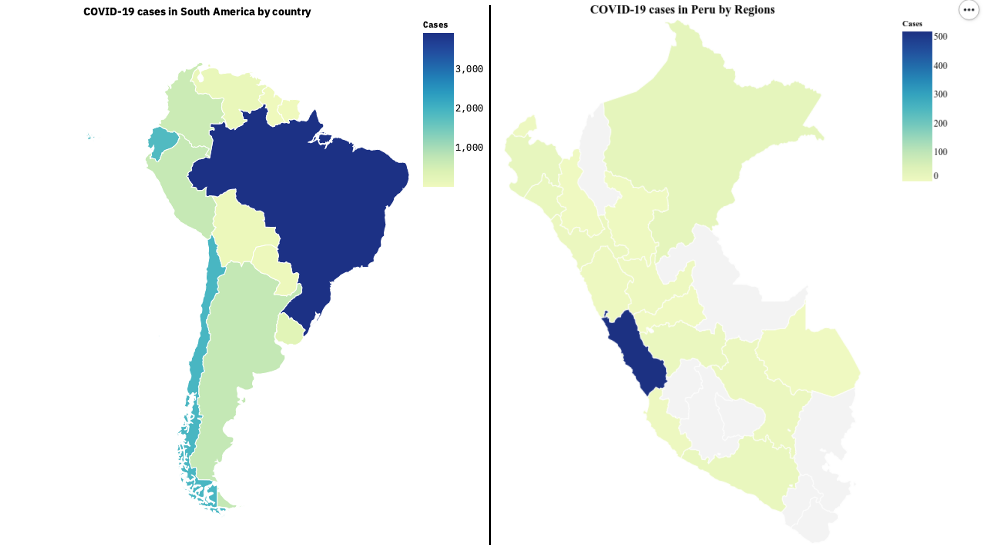 COVID-19 cases in South America by country
Cases
3,000
2,000
1,000
COVID-19 cases in Peru by Regions
Cases
500
400
300
200
100
0